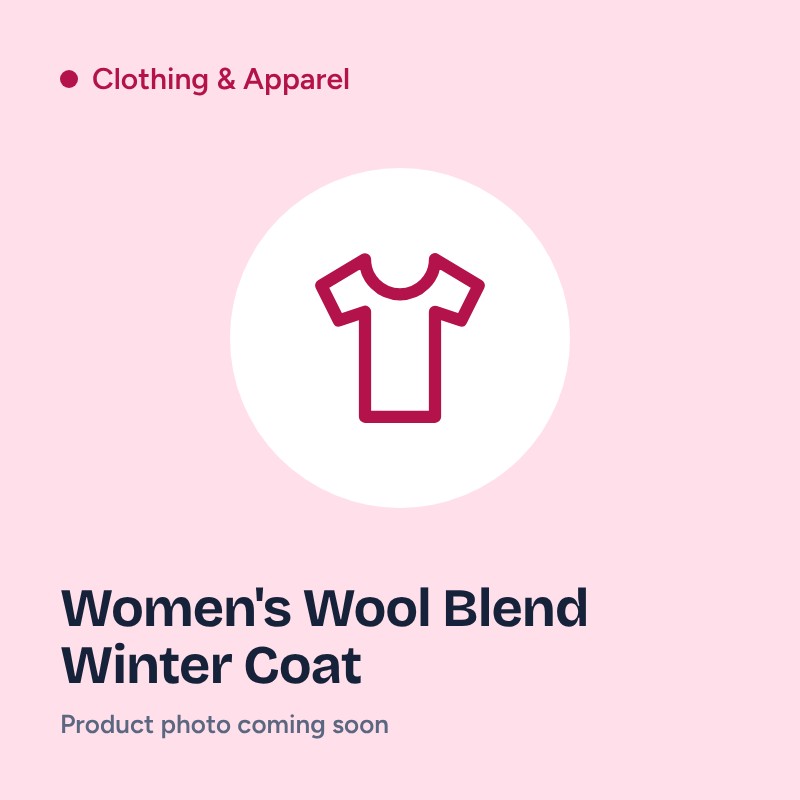 Clothing & Apparel
Women's Wool Blend
Winter Coat
Product photo coming soon